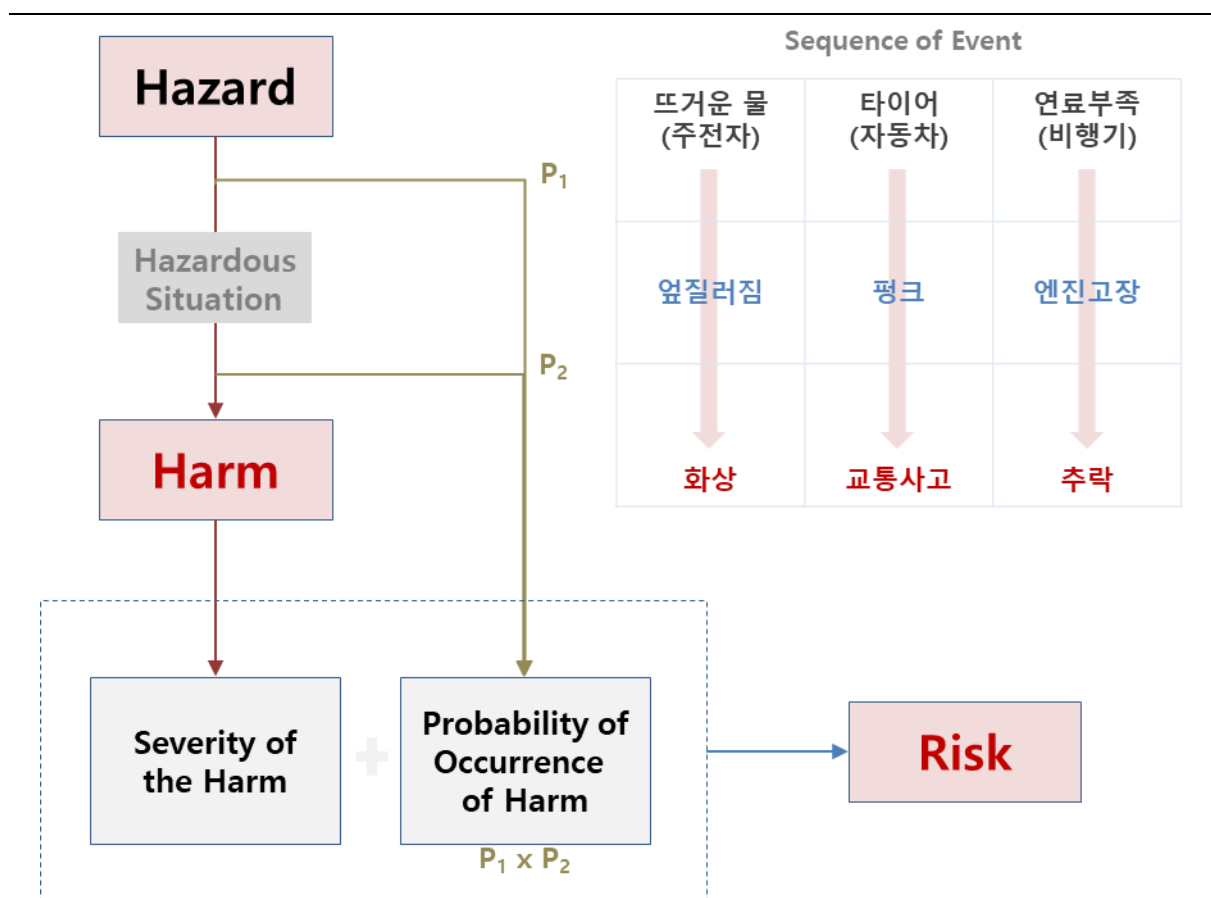 Sequence of Event
Hazard
P₁
Hazardous
Situation
P₂
Harm
뜨거운 물
(주전자)
타이어
(자동차)
연료부족
(비행기)
엎질러짐
펑크
엔진고장
화상
교통사고
추락
Severity of
the Harm
+
Probability of
Occurrence
of Harm
P₁ x P₂
Risk